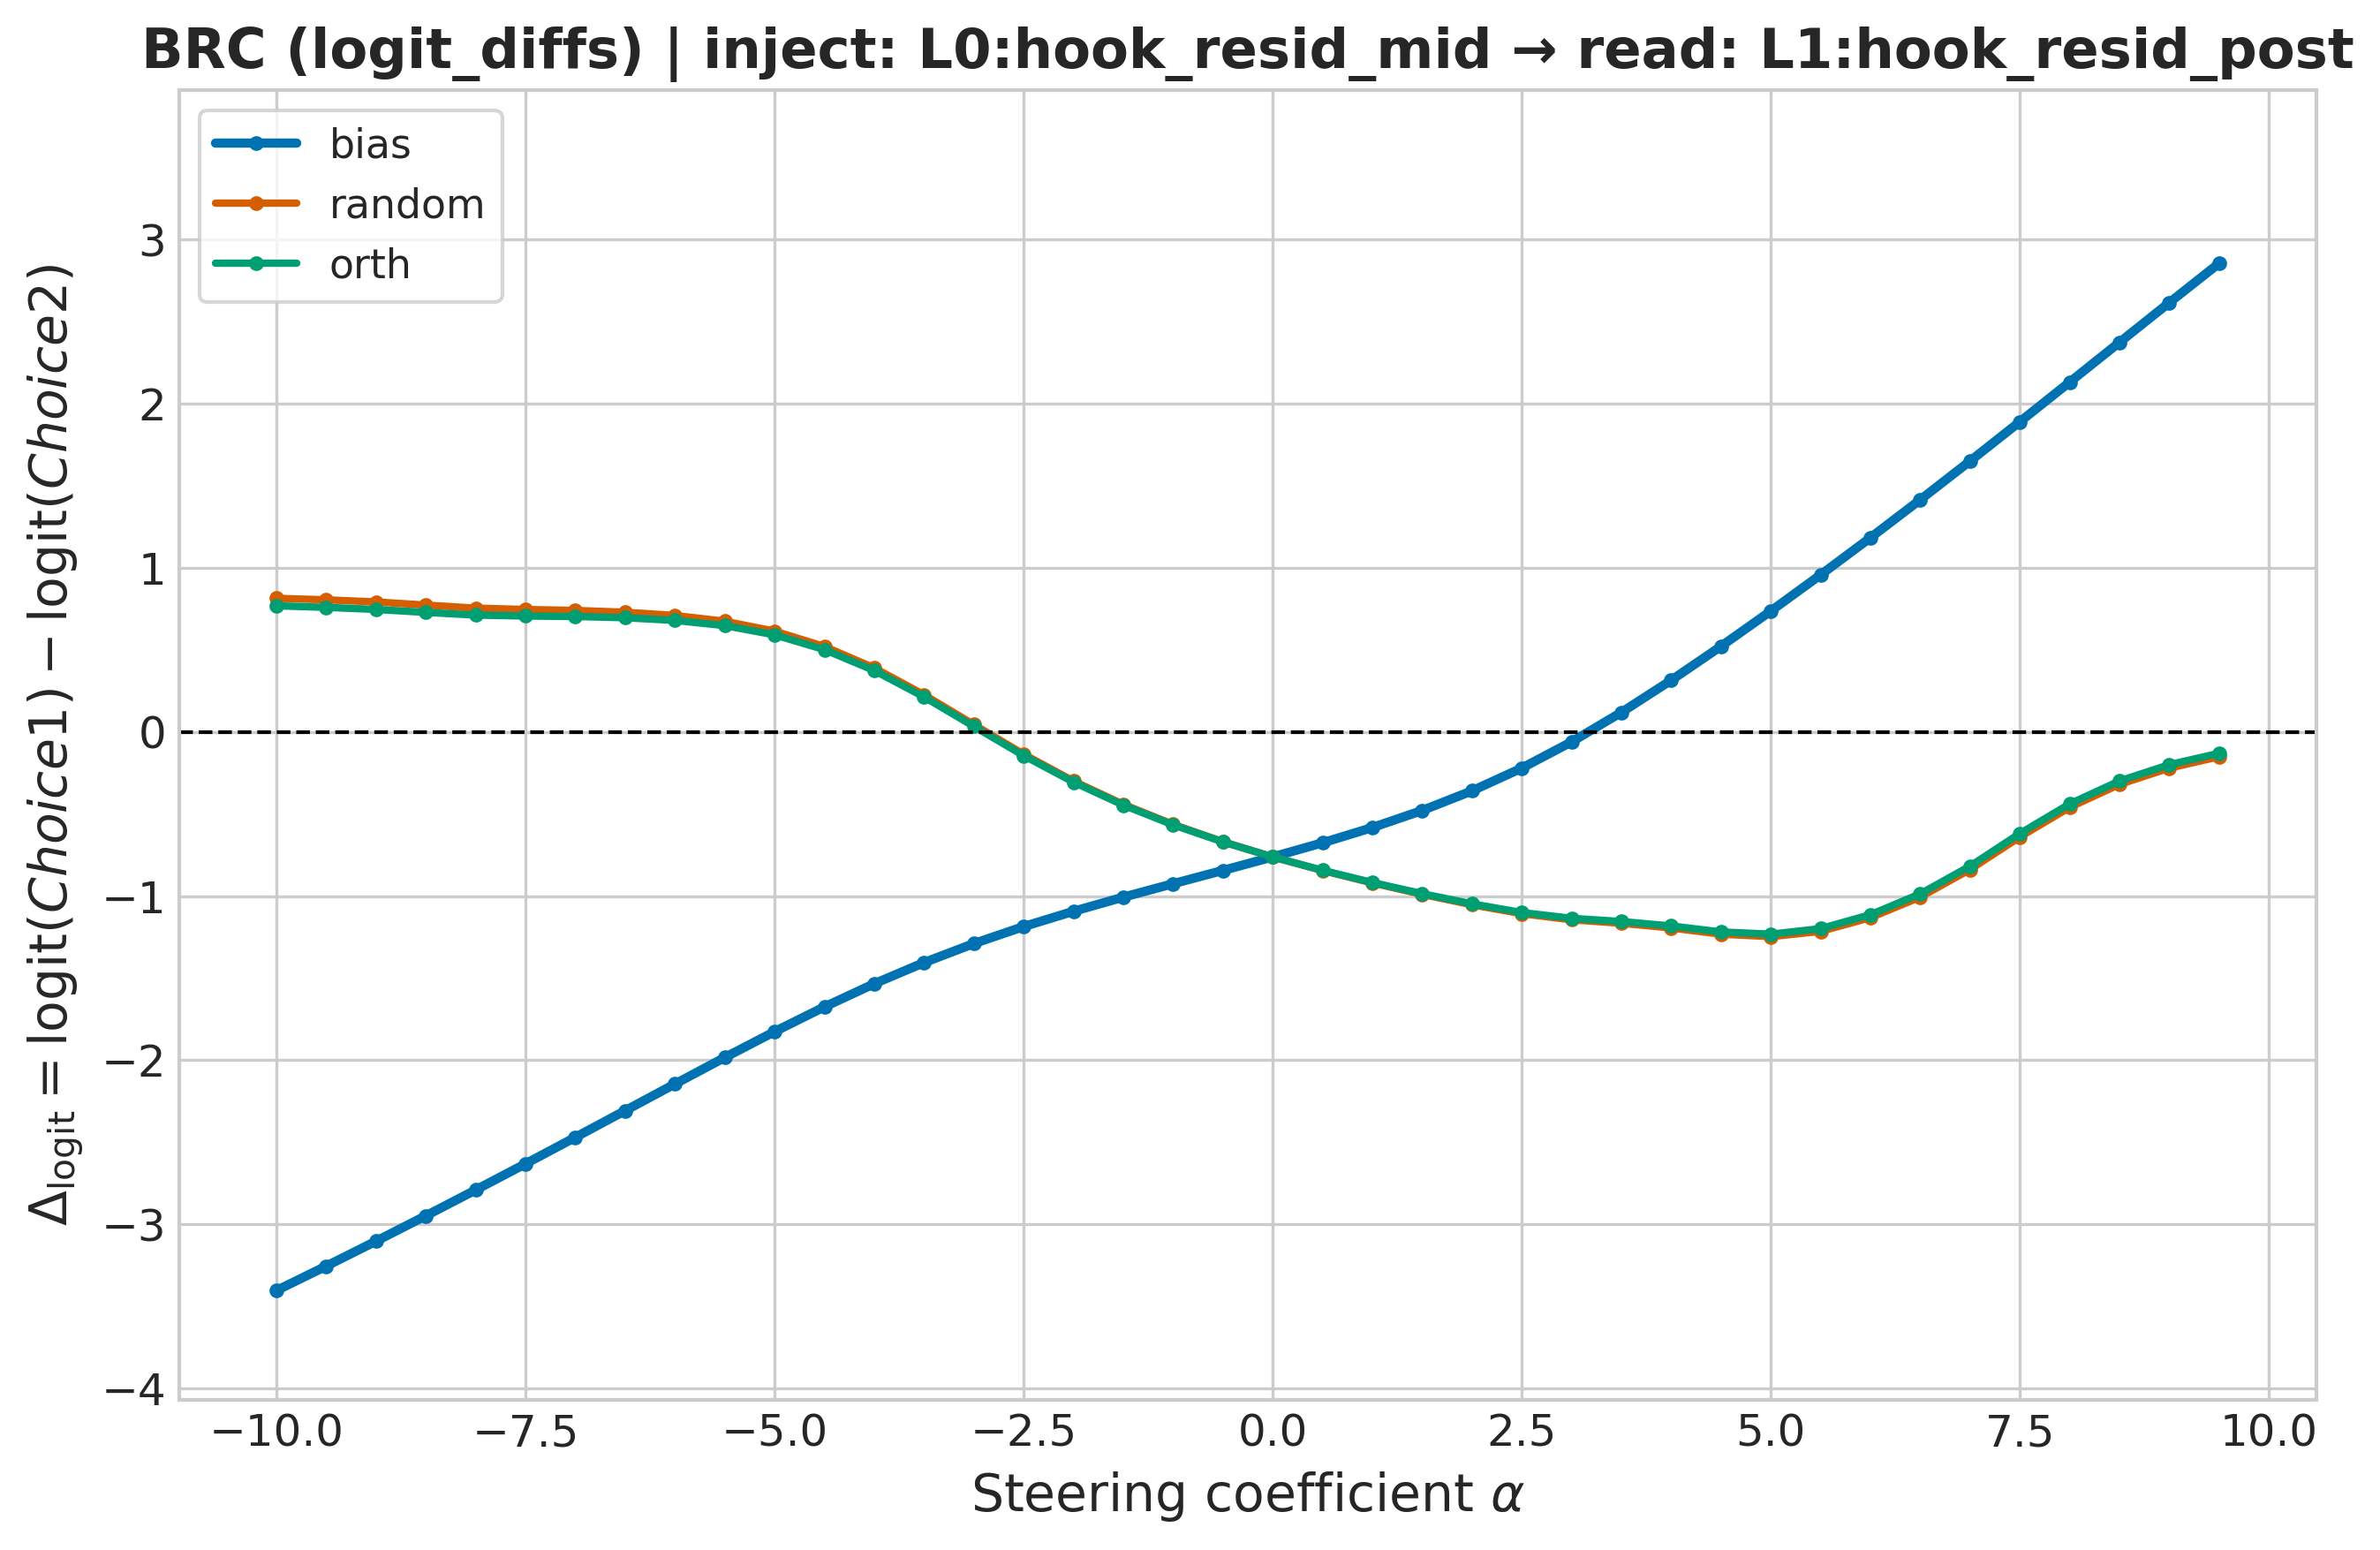 BRC (logit_diffs) | inject: L0:hook_resid_mid → read: L1:hook_resid_post
bias
random
orth
Δlogit = logit(Choice1) − logit(Choice2)
3
2
1
0
−1
−2
−3
−4
−10.0 −7.5 −5.0 −2.5 0.0 2.5 5.0 7.5 10.0
Steering coefficient α